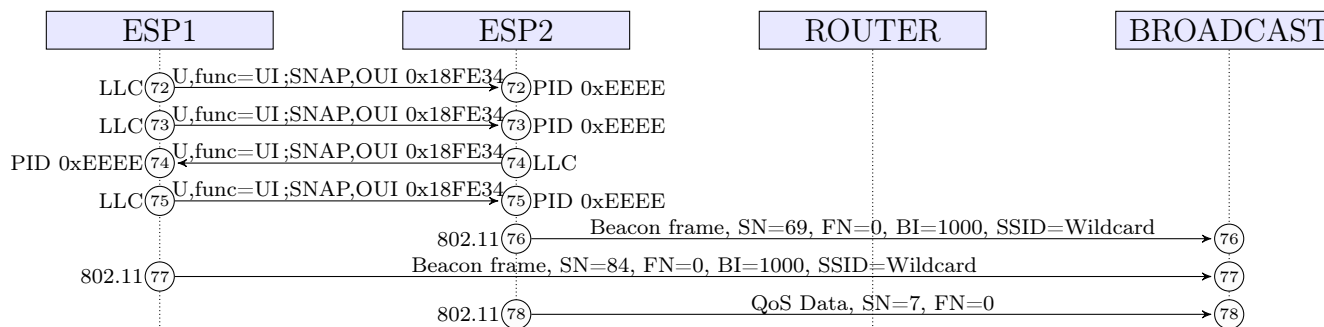 ESP1 ESP2 ROUTER BROADCAST
U,func=UI;SNAP,OUI 0x18FE34
LLC 72 72 PID 0xEEEE
U,func=UI;SNAP,OUI 0x18FE34
LLC 73 73 PID 0xEEEE
U,func=UI;SNAP,OUI 0x18FE34
PID 0xEEEE 74 74 LLC
U,func=UI;SNAP,OUI 0x18FE34
LLC 75 75 PID 0xEEEE
Beacon frame, SN=69, FN=0, BI=1000, SSID=Wildcard
802.11 76 76
Beacon frame, SN=84, FN=0, BI=1000, SSID=Wildcard
802.11 77 77
QoS Data, SN=7, FN=0
802.11 78 78